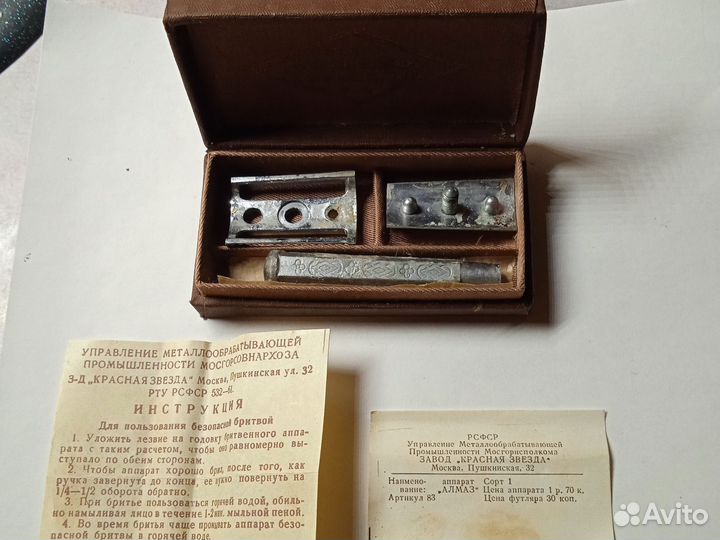 УПРАВЛЕНИЕ МЕТАЛЛООБРАБАТЫВАЮЩЕЙ
ПРОМЫШЛЕННОСТИ МОСГОРСОВНАРХОЗА
З-Д „КРАСНАЯ ЗВЕЗДА" Москва, Пушкинская ул. 32
РТУ РСФСР 532—61.
ИНСТРУКЦИЯ
Для пользования безопасной бритвой
1. Уложить лезвие на головку бритвенного аппа-
рата с таким расчетом, чтобы оно равномерно вы-
ступало по обеим сторонам.
2. Чтобы аппарат хорошо брил, после того, как
ручка завернута до конца, ее нужно повернуть на
1/4—1/2 оборота обратно.
3. При бритье пользоваться горячей водой, обиль-
но намыливая лицо в течение 1-2 мин. мыльной пеной.
4. Во время бритья чаще промывать аппарат безо-
пасной бритвы в горячей воде.
РСФСР
Управление Металлообрабатывающей
Промышленности Мосгорисполкома
ЗАВОД „КРАСНАЯ ЗВЕЗДА"
Москва, Пушкинская, 32
Наимено- аппарат Сорт 1
вание: „АЛМАЗ" Цена аппарата 1 р. 70 к.
Артикул 83 Цена футляра 30 коп.
Avito